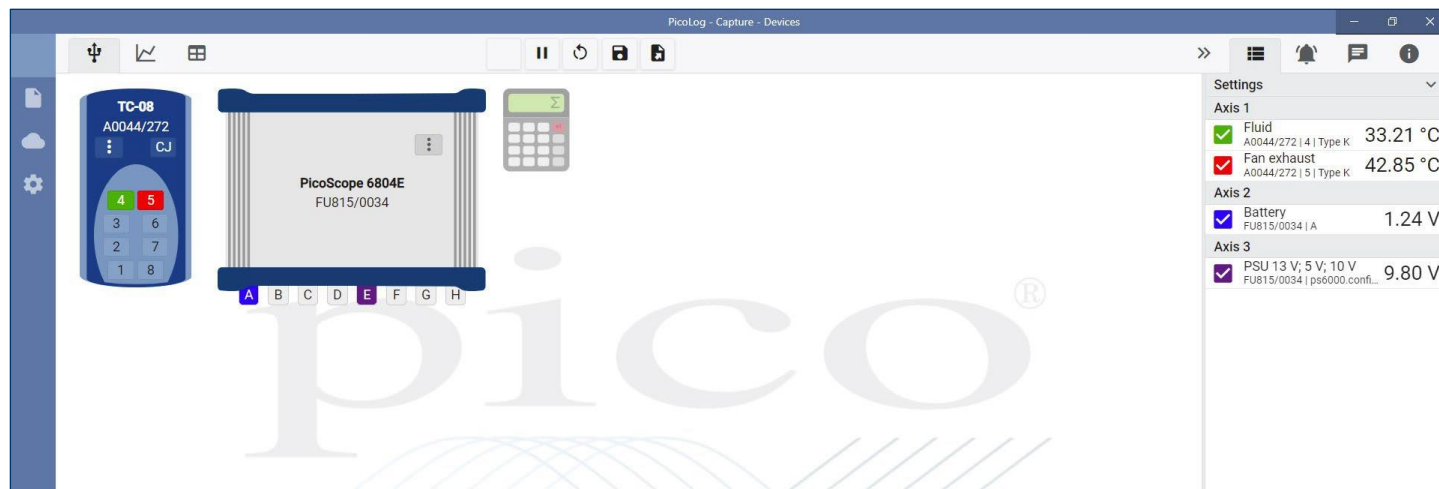 PicoLog - Capture - Devices
TC-08
A0044/272
CJ
4 5
3 6
2 7
1 8
PicoScope 6804E
FU815/0034
A B C D E F G H
Σ
pico®
Settings
Axis 1
Fluid
A0044/272 | 4 | Type K
33.21 °C
Fan exhaust
A0044/272 | 5 | Type K
42.85 °C
Axis 2
Battery
FU815/0034 | A
1.24 V
Axis 3
PSU 13 V; 5 V; 10 V
FU815/0034 | ps6000.confi...
9.80 V